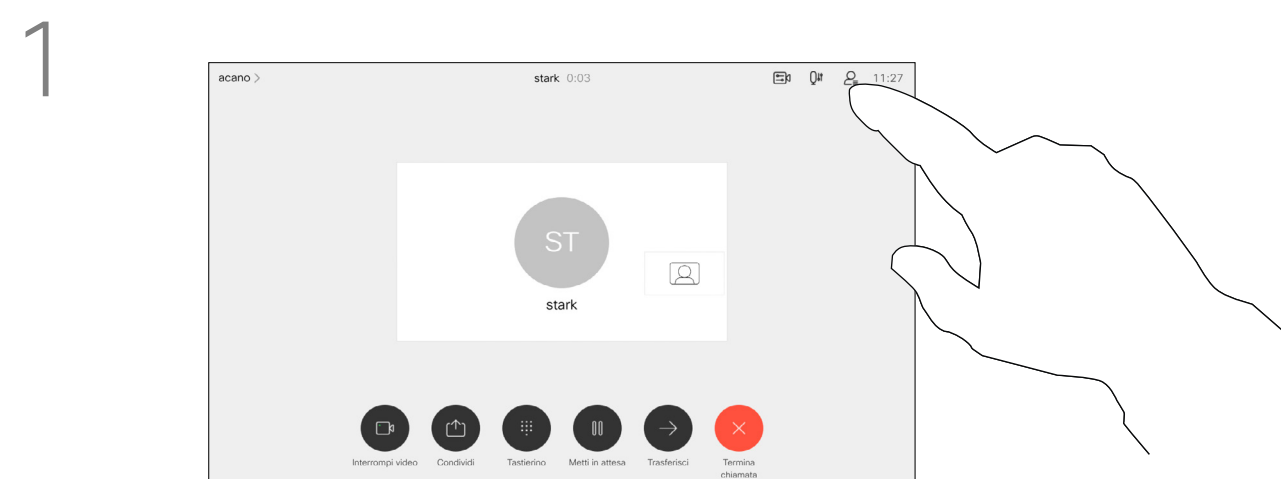 1
acano >
stark 0:03
11:27
ST
stark
Interrompi video
Condividi
Tastierino
Metti in attesa
Trasferisci
Termina
chiamata